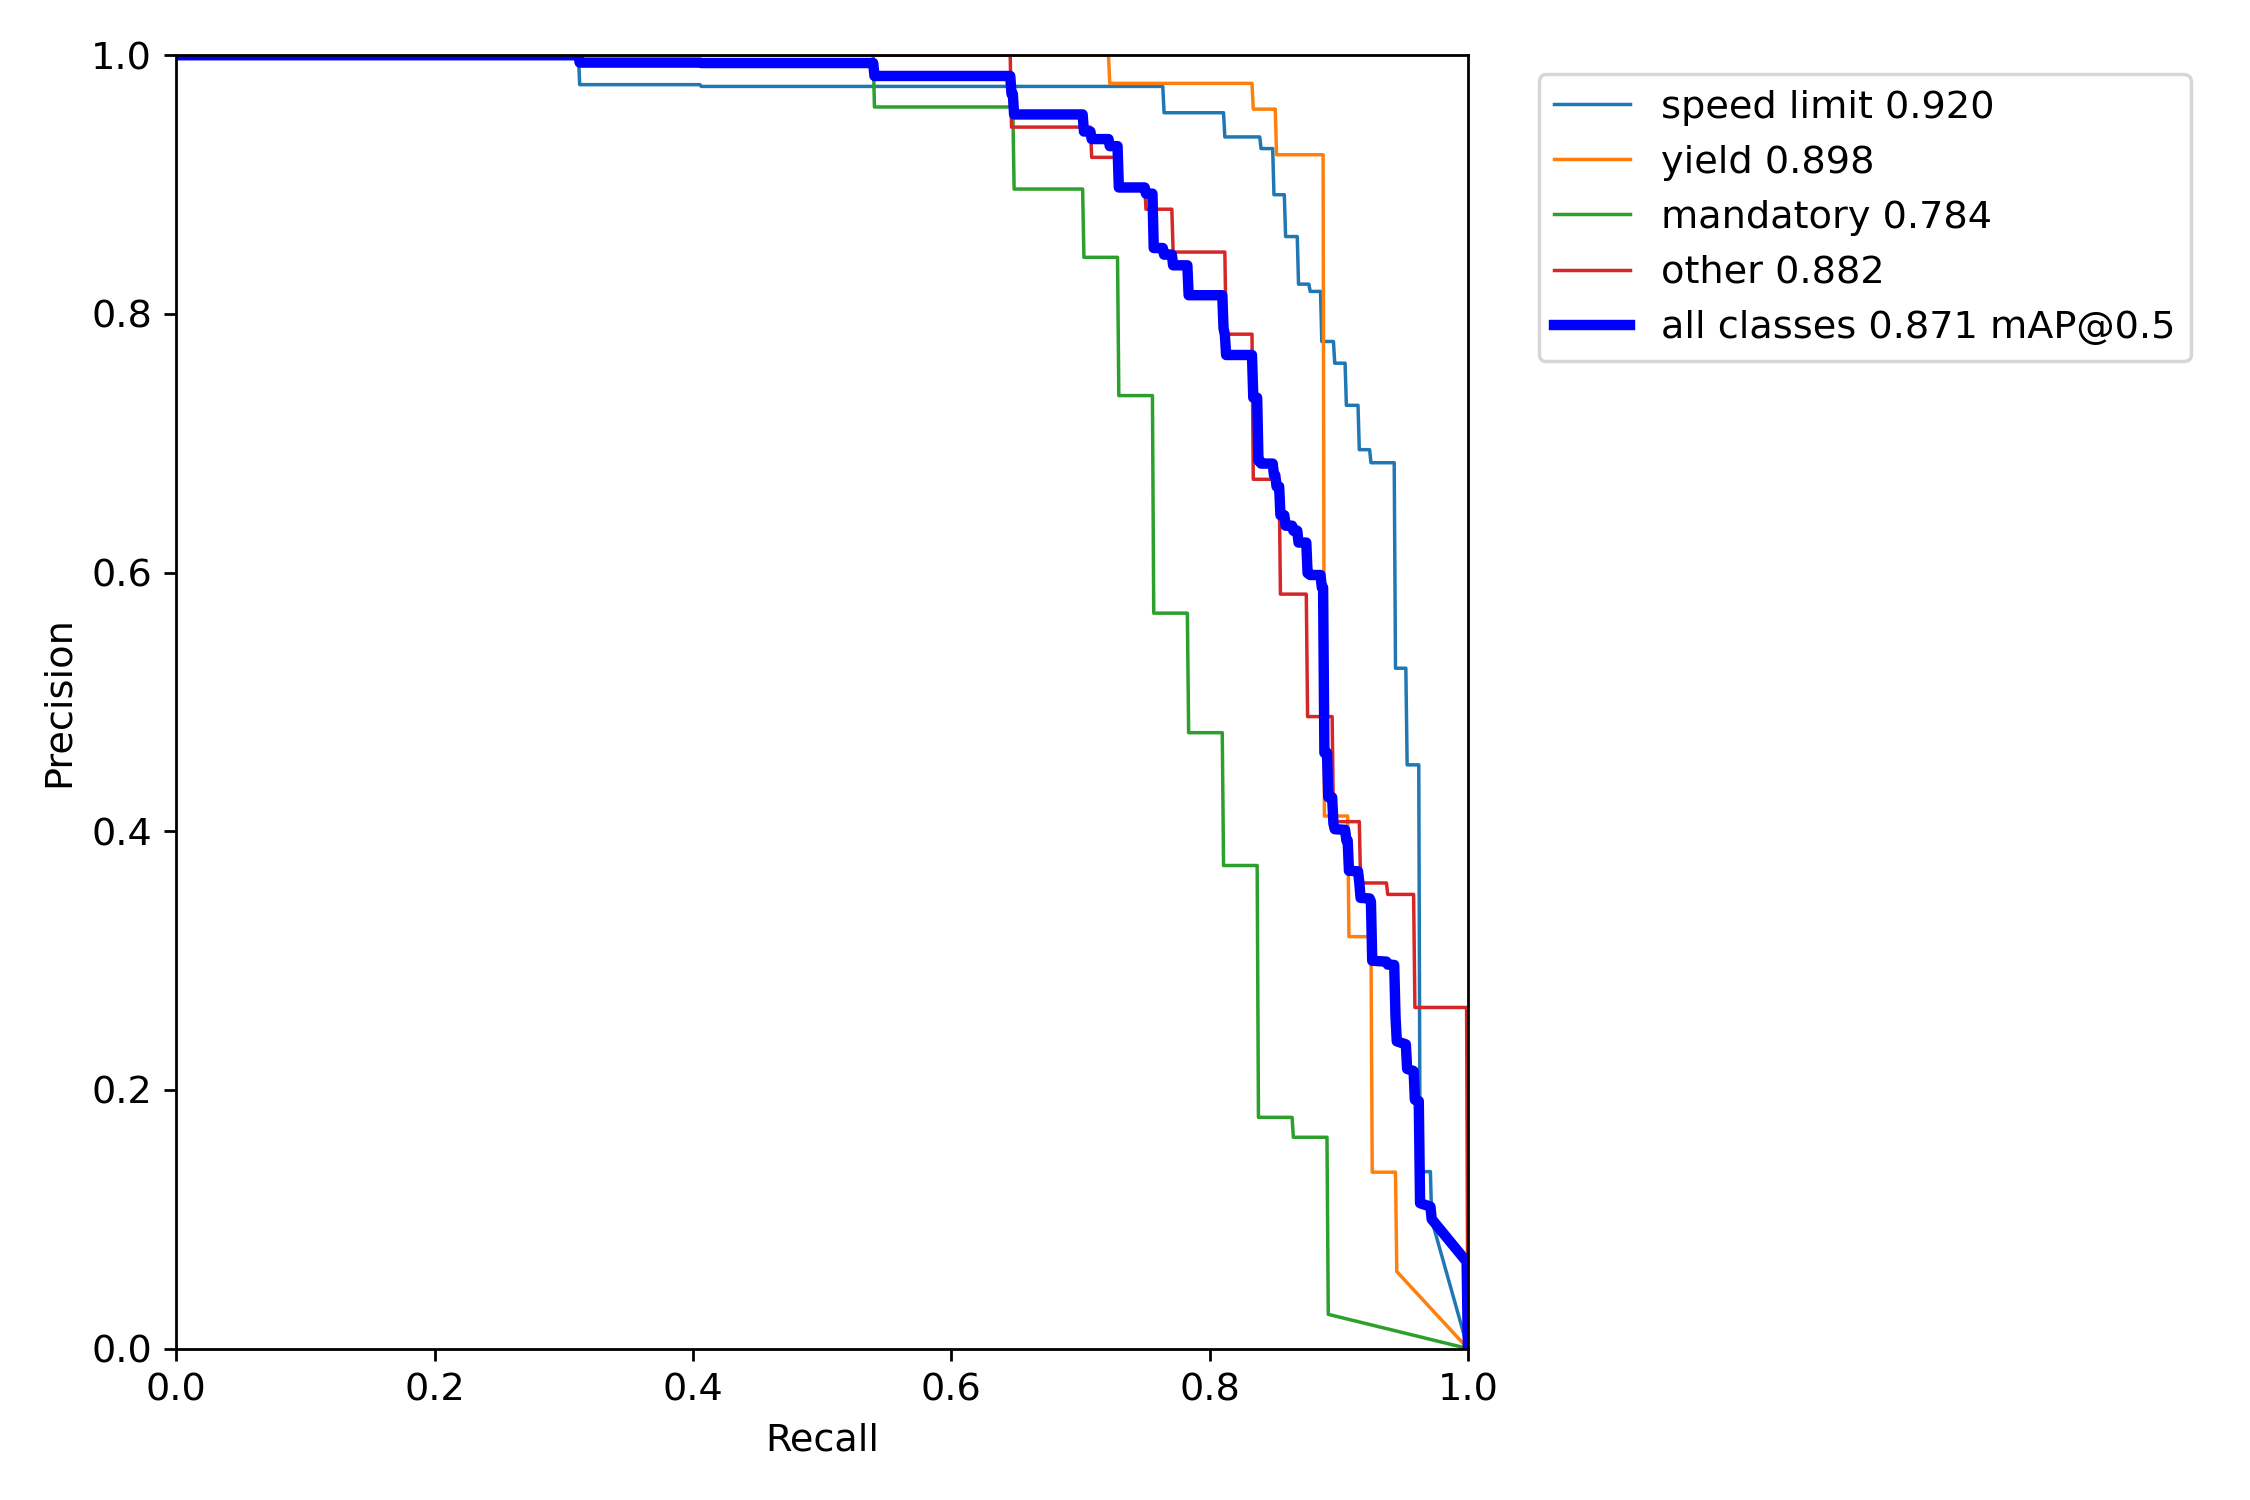 1.0
0.8
0.6
0.4
0.2
0.0
0.0 0.2 0.4 0.6 0.8 1.0
Precision
Recall
speed limit 0.920
yield 0.898
mandatory 0.784
other 0.882
all classes 0.871 mAP@0.5